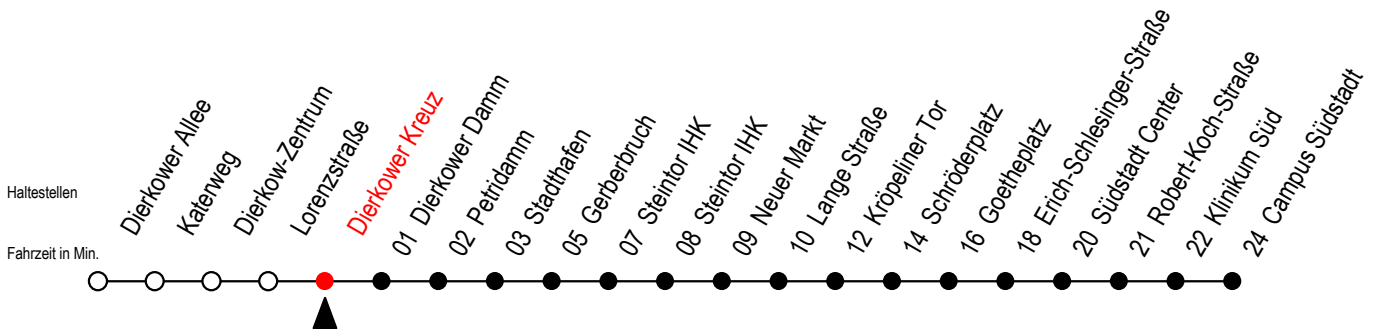 Haltestellen
Fahrzeit in Min.
Dierkower Allee
Katerweg
Dierkow-Zentrum
Lorenzstraße
Dierkower Kreuz
01 Dierkower Damm
02 Petridamm
03 Stadthafen
05 Gerberbruch
07 Steintor IHK
08 Steintor IHK
09 Neuer Markt
10 Lange Straße
12 Kröpeliner Tor
14 Schröderplatz
16 Goetheplatz
18 Erich-Schlesinger-Straße
20 Südstadt Center
21 Robert-Koch-Straße
22 Klinikum Süd
24 Campus Südstadt